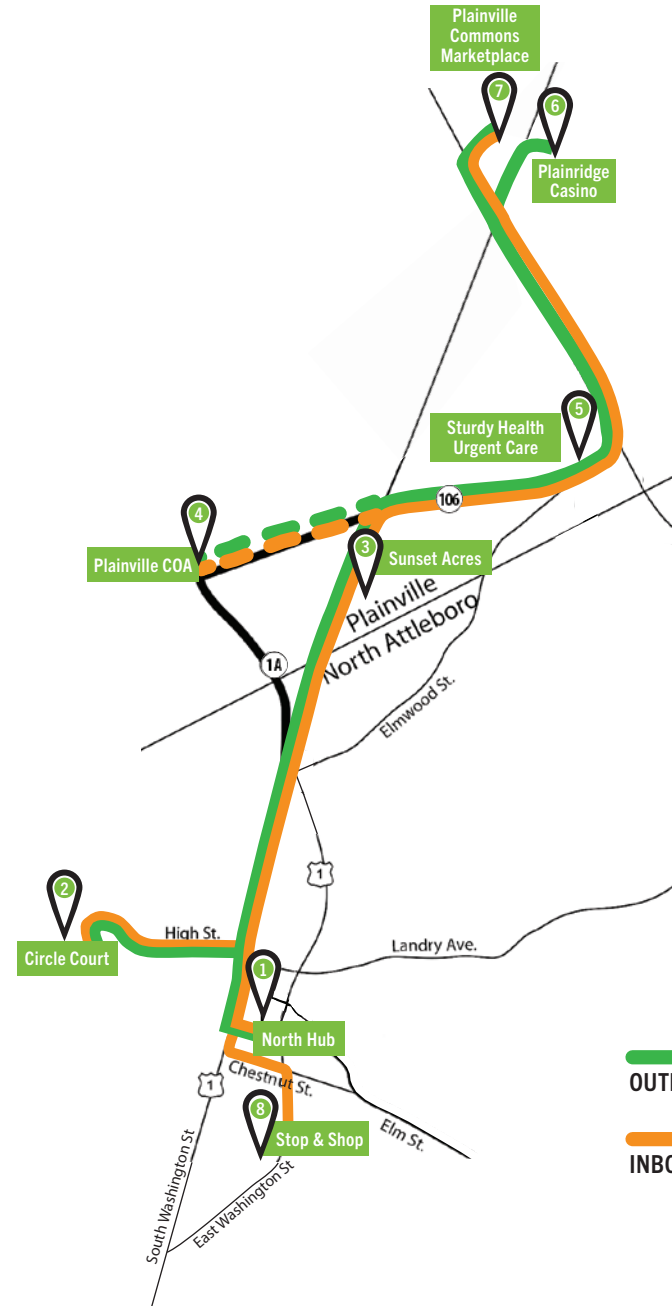 Plainville
Commons
Marketplace
7
6
Plainridge
Casino
5
Sturdy Health
Urgent Care
106
4
Plainville COA
3
Sunset Acres
Plainville
North Attleboro
1A
Elmwood St.
1
2
High St.
Circle Court
Landry Ave.
1
North Hub
1
Chestnut St.
8
Stop & Shop
Elm St.
South Washington St
East Washington St